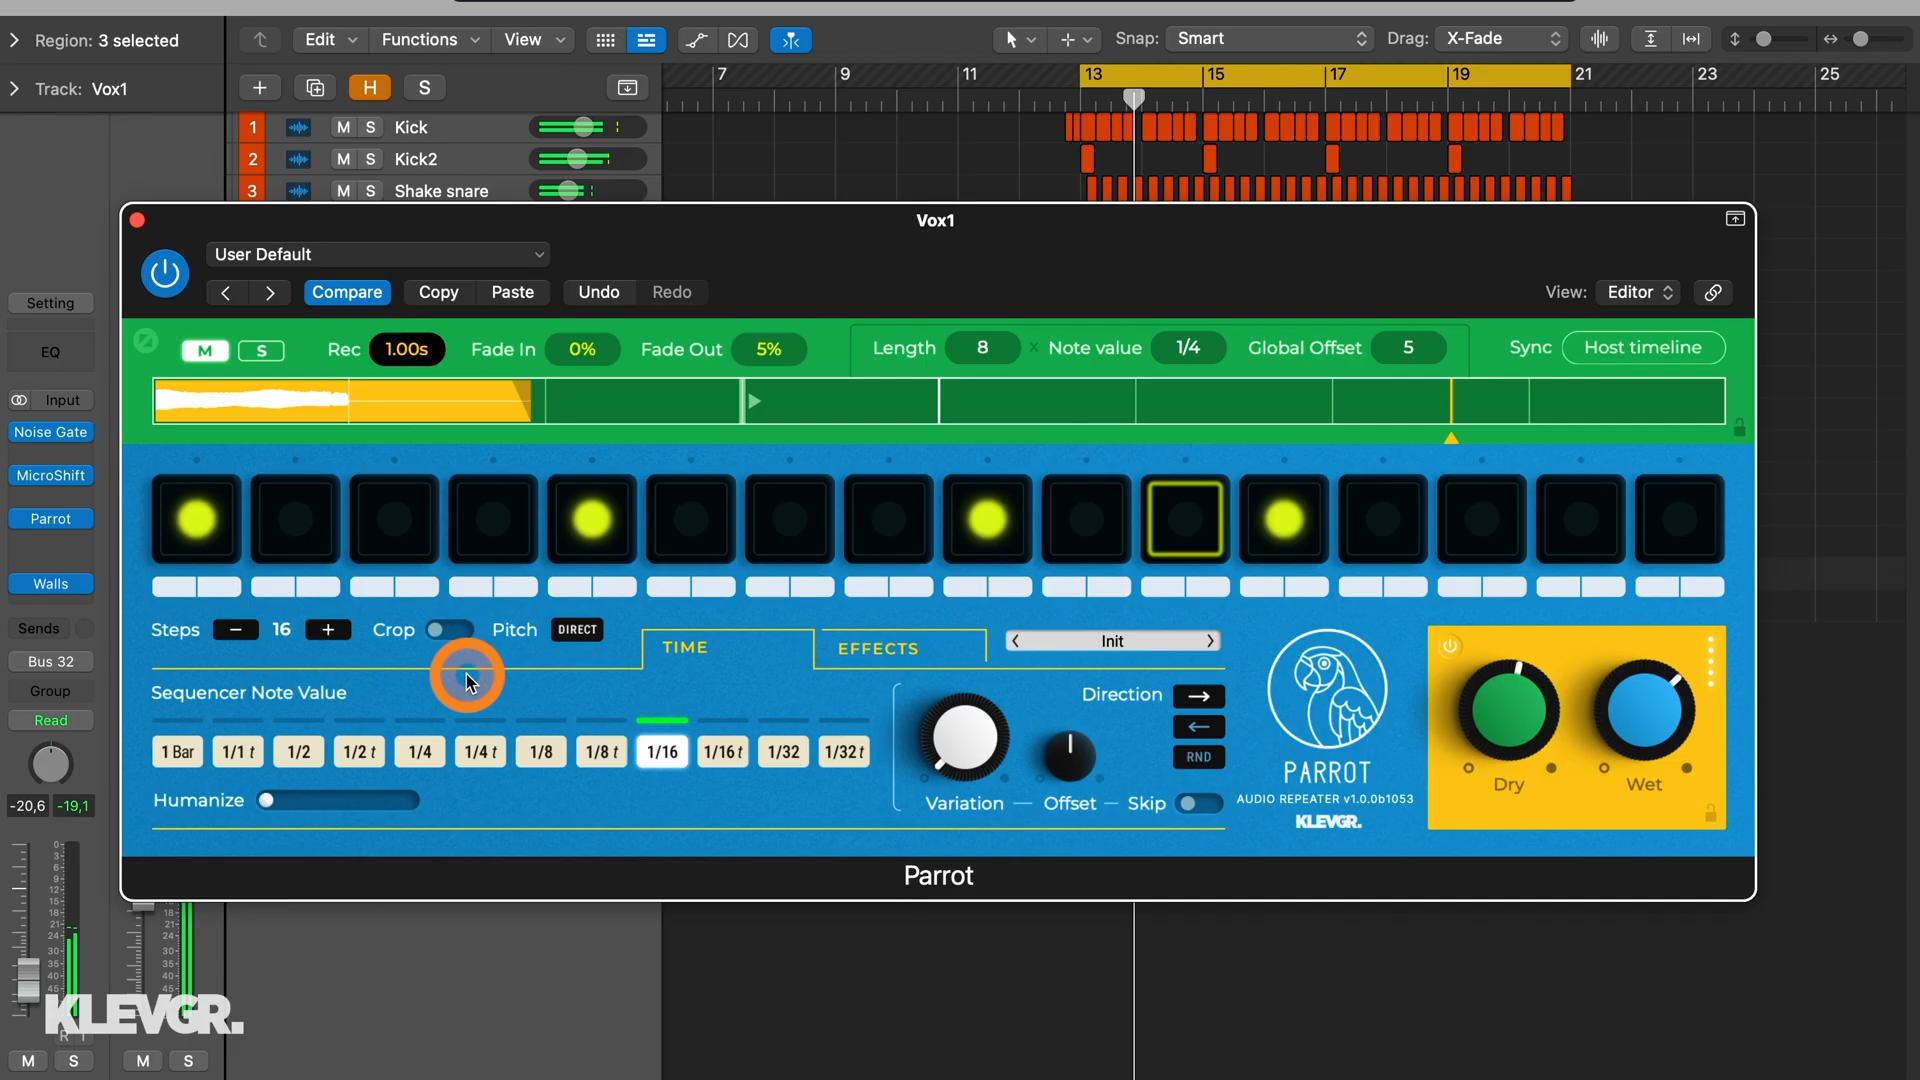 Region: 3 selected
Edit
Functions
View
Snap: Smart
Drag: X-Fade
Track: Vox1
H
S
7
9
11
13
15
17
19
21
23
25
1 M S Kick
2 M S Kick2
3 M S Shake snare
Vox1
User Default
Compare
Copy
Paste
Undo
Redo
View: Editor
M
S
Rec 1.00s
Fade In 0%
Fade Out 5%
Length 8 × Note value 1/4
Global Offset 5
Sync Host timeline
Setting
EQ
Input
Noise Gate
MicroShift
Parrot
Walls
Sends
Bus 32
Group
Read
-20,6 -19,1
Steps - 16 +
Crop
Pitch DIRECT
TIME
EFFECTS
Init
Sequencer Note Value
1 Bar
1/1 t
1/2
1/2 t
1/4
1/4 t
1/8
1/8 t
1/16
1/16 t
1/32
1/32 t
Humanize
Direction
RND
Variation
Offset
Skip
PARROT
AUDIO REPEATER v1.0.0b1053
KLEVGR.
Dry
Wet
Parrot
KLEVGR.
M
S
M
S